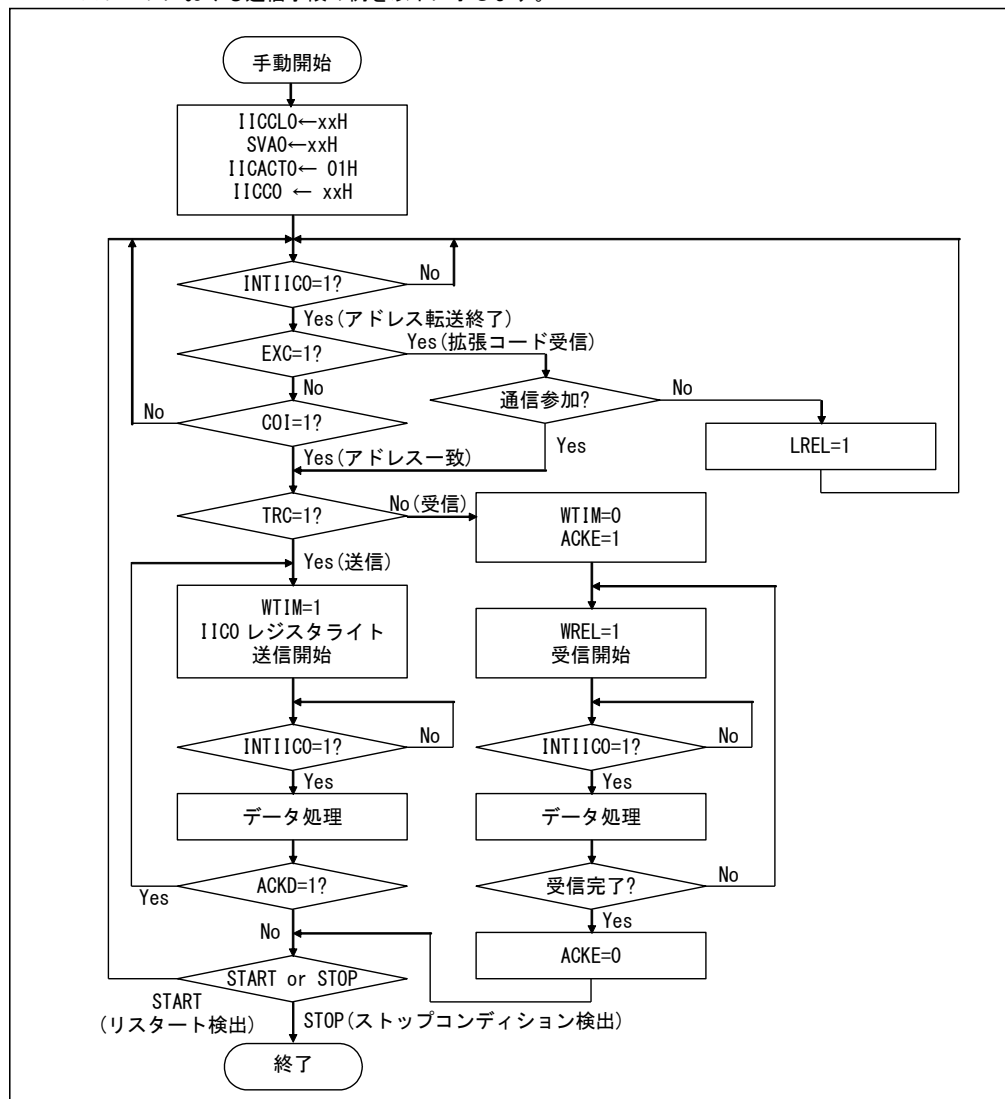 手動開始
IICCL0←xxH
SVA0←xxH
IICACT0← 01H
IICC0 ← xxH
INTIIC0=1?
No
Yes(アドレス転送終了)
EXC=1?
Yes(拡張コード受信)
No
通信参加?
No
No
COI=1?
Yes
LREL=1
Yes(アドレス一致)
TRC=1?
No(受信)
WTIM=0
ACKE=1
Yes(送信)
WTIM=1
IIC0 レジスタライト
送信開始
WREL=1
受信開始
INTIIC0=1?
No
INTIIC0=1?
No
Yes
Yes
データ処理
データ処理
ACKD=1?
Yes
受信完了?
No
No
Yes
ACKE=0
START or STOP
START
(リスタート検出)
STOP(ストップコンディション検出)
終了